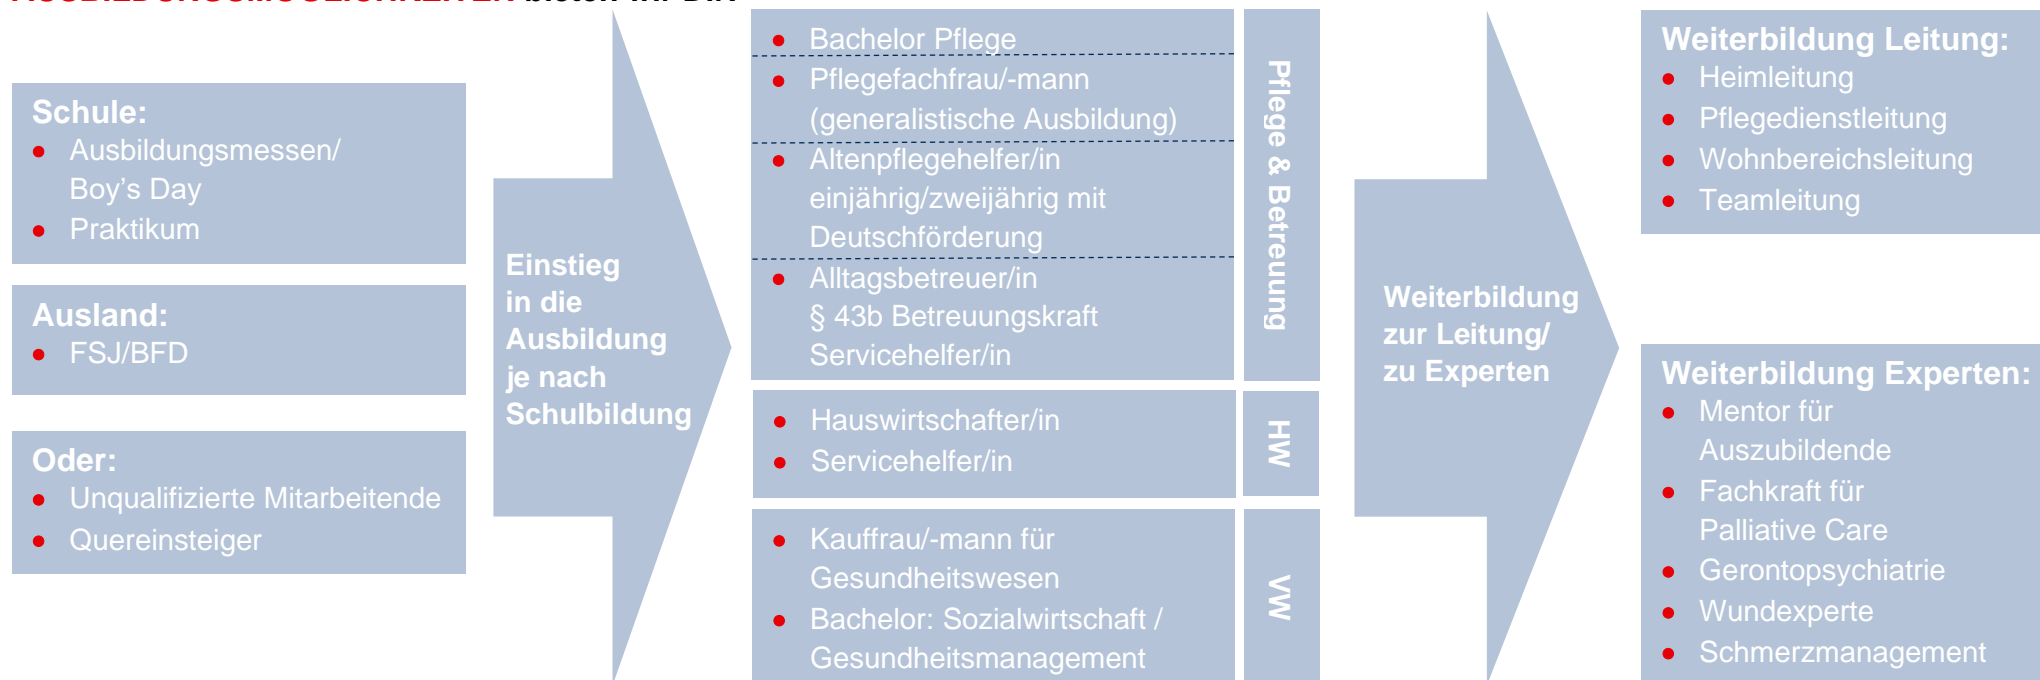 Schule:
Ausbildungsmessen/
Boy's Day
Praktikum
Ausland:
FSJ/BFD
Oder:
Unqualifizierte Mitarbeitende
Quereinsteiger
Einstieg
in die
Ausbildung
je nach
Schulbildung
Bachelor Pflege
Pflegefachfrau/-mann
(generalistische Ausbildung)
Altenpflegehelfer/in
einjährig/zweijährig mit
Deutschförderung
Alltagsbetreuer/in
§ 43b Betreuungskraft
Servicehelfer/in
Pflege & Betreuung
Hauswirtschafter/in
Servicehelfer/in
HW
Kauffrau/-mann für
Gesundheitswesen
Bachelor: Sozialwirtschaft /
Gesundheitsmanagement
VW
Weiterbildung
zur Leitung/
zu Experten
Weiterbildung Leitung:
Heimleitung
Pflegedienstleitung
Wohnbereichsleitung
Teamleitung
Weiterbildung Experten:
Mentor für
Auszubildende
Fachkraft für
Palliative Care
Gerontopsychiatrie
Wundexperte
Schmerzmanagement